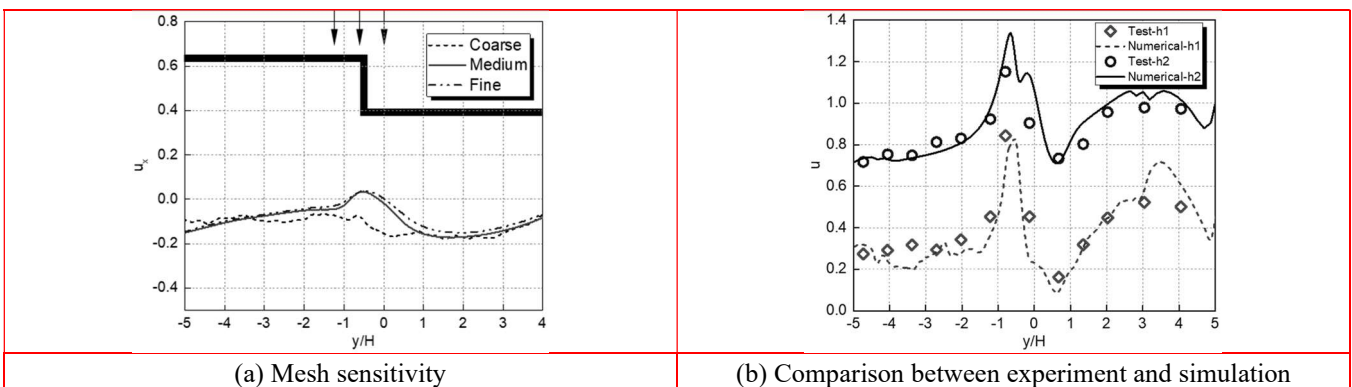 0.8
0.6
0.4
0.2
0.0
-0.2
-0.4
u_x
Coarse
Medium
Fine
-5 -4 -3 -2 -1 0 1 2 3 4
y/H
(a) Mesh sensitivity
1.4
1.2
1.0
0.8
0.6
0.4
0.2
0.0
u
Test-h1
Numerical-h1
Test-h2
Numerical-h2
-5 -4 -3 -2 -1 0 1 2 3 4 5
y/H
(b) Comparison between experiment and simulation